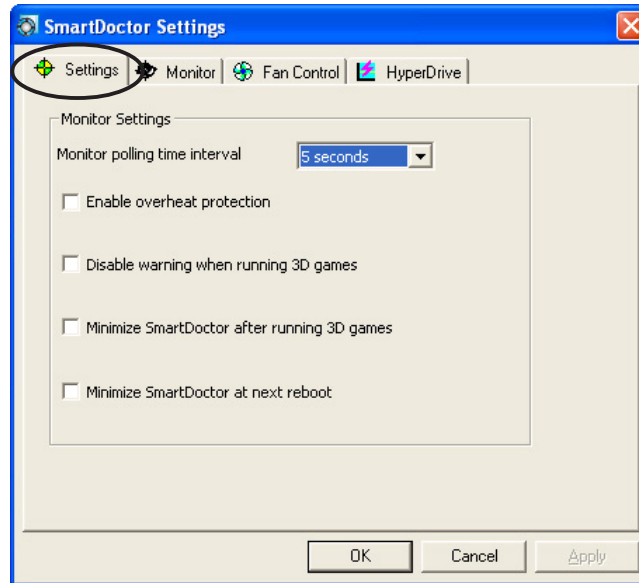 SmartDoctor Settings
Settings Monitor Fan Control HyperDrive
Monitor Settings
Monitor polling time interval 5 seconds
Enable overheat protection
Disable warning when running 3D games
Minimize SmartDoctor after running 3D games
Minimize SmartDoctor at next reboot
OK Cancel Apply